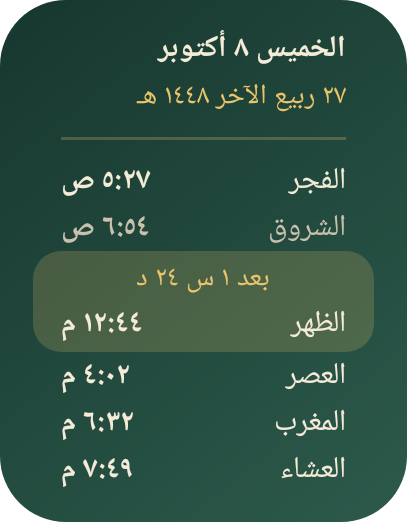 الخميس ٨ أكتوبر
٢٧ ربيع الآخر ١٤٤٨ هـ
الفجر ٥:٢٧ ص
الشروق ٦:٥٤ ص
بعد ١ س ٢٤ د
الظهر ١٢:٤٤ م
العصر ٤:٠٢ م
المغرب ٦:٣٢ م
العشاء ٧:٤٩ م